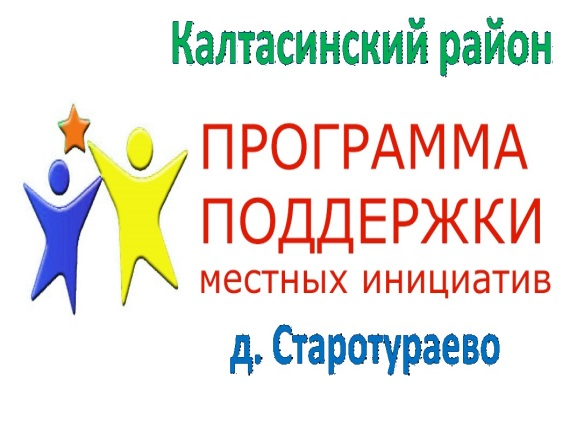 Калтасинский район
ПРОГРАММА
ПОДДЕРЖКИ
местных инициатив
д. Старотураево